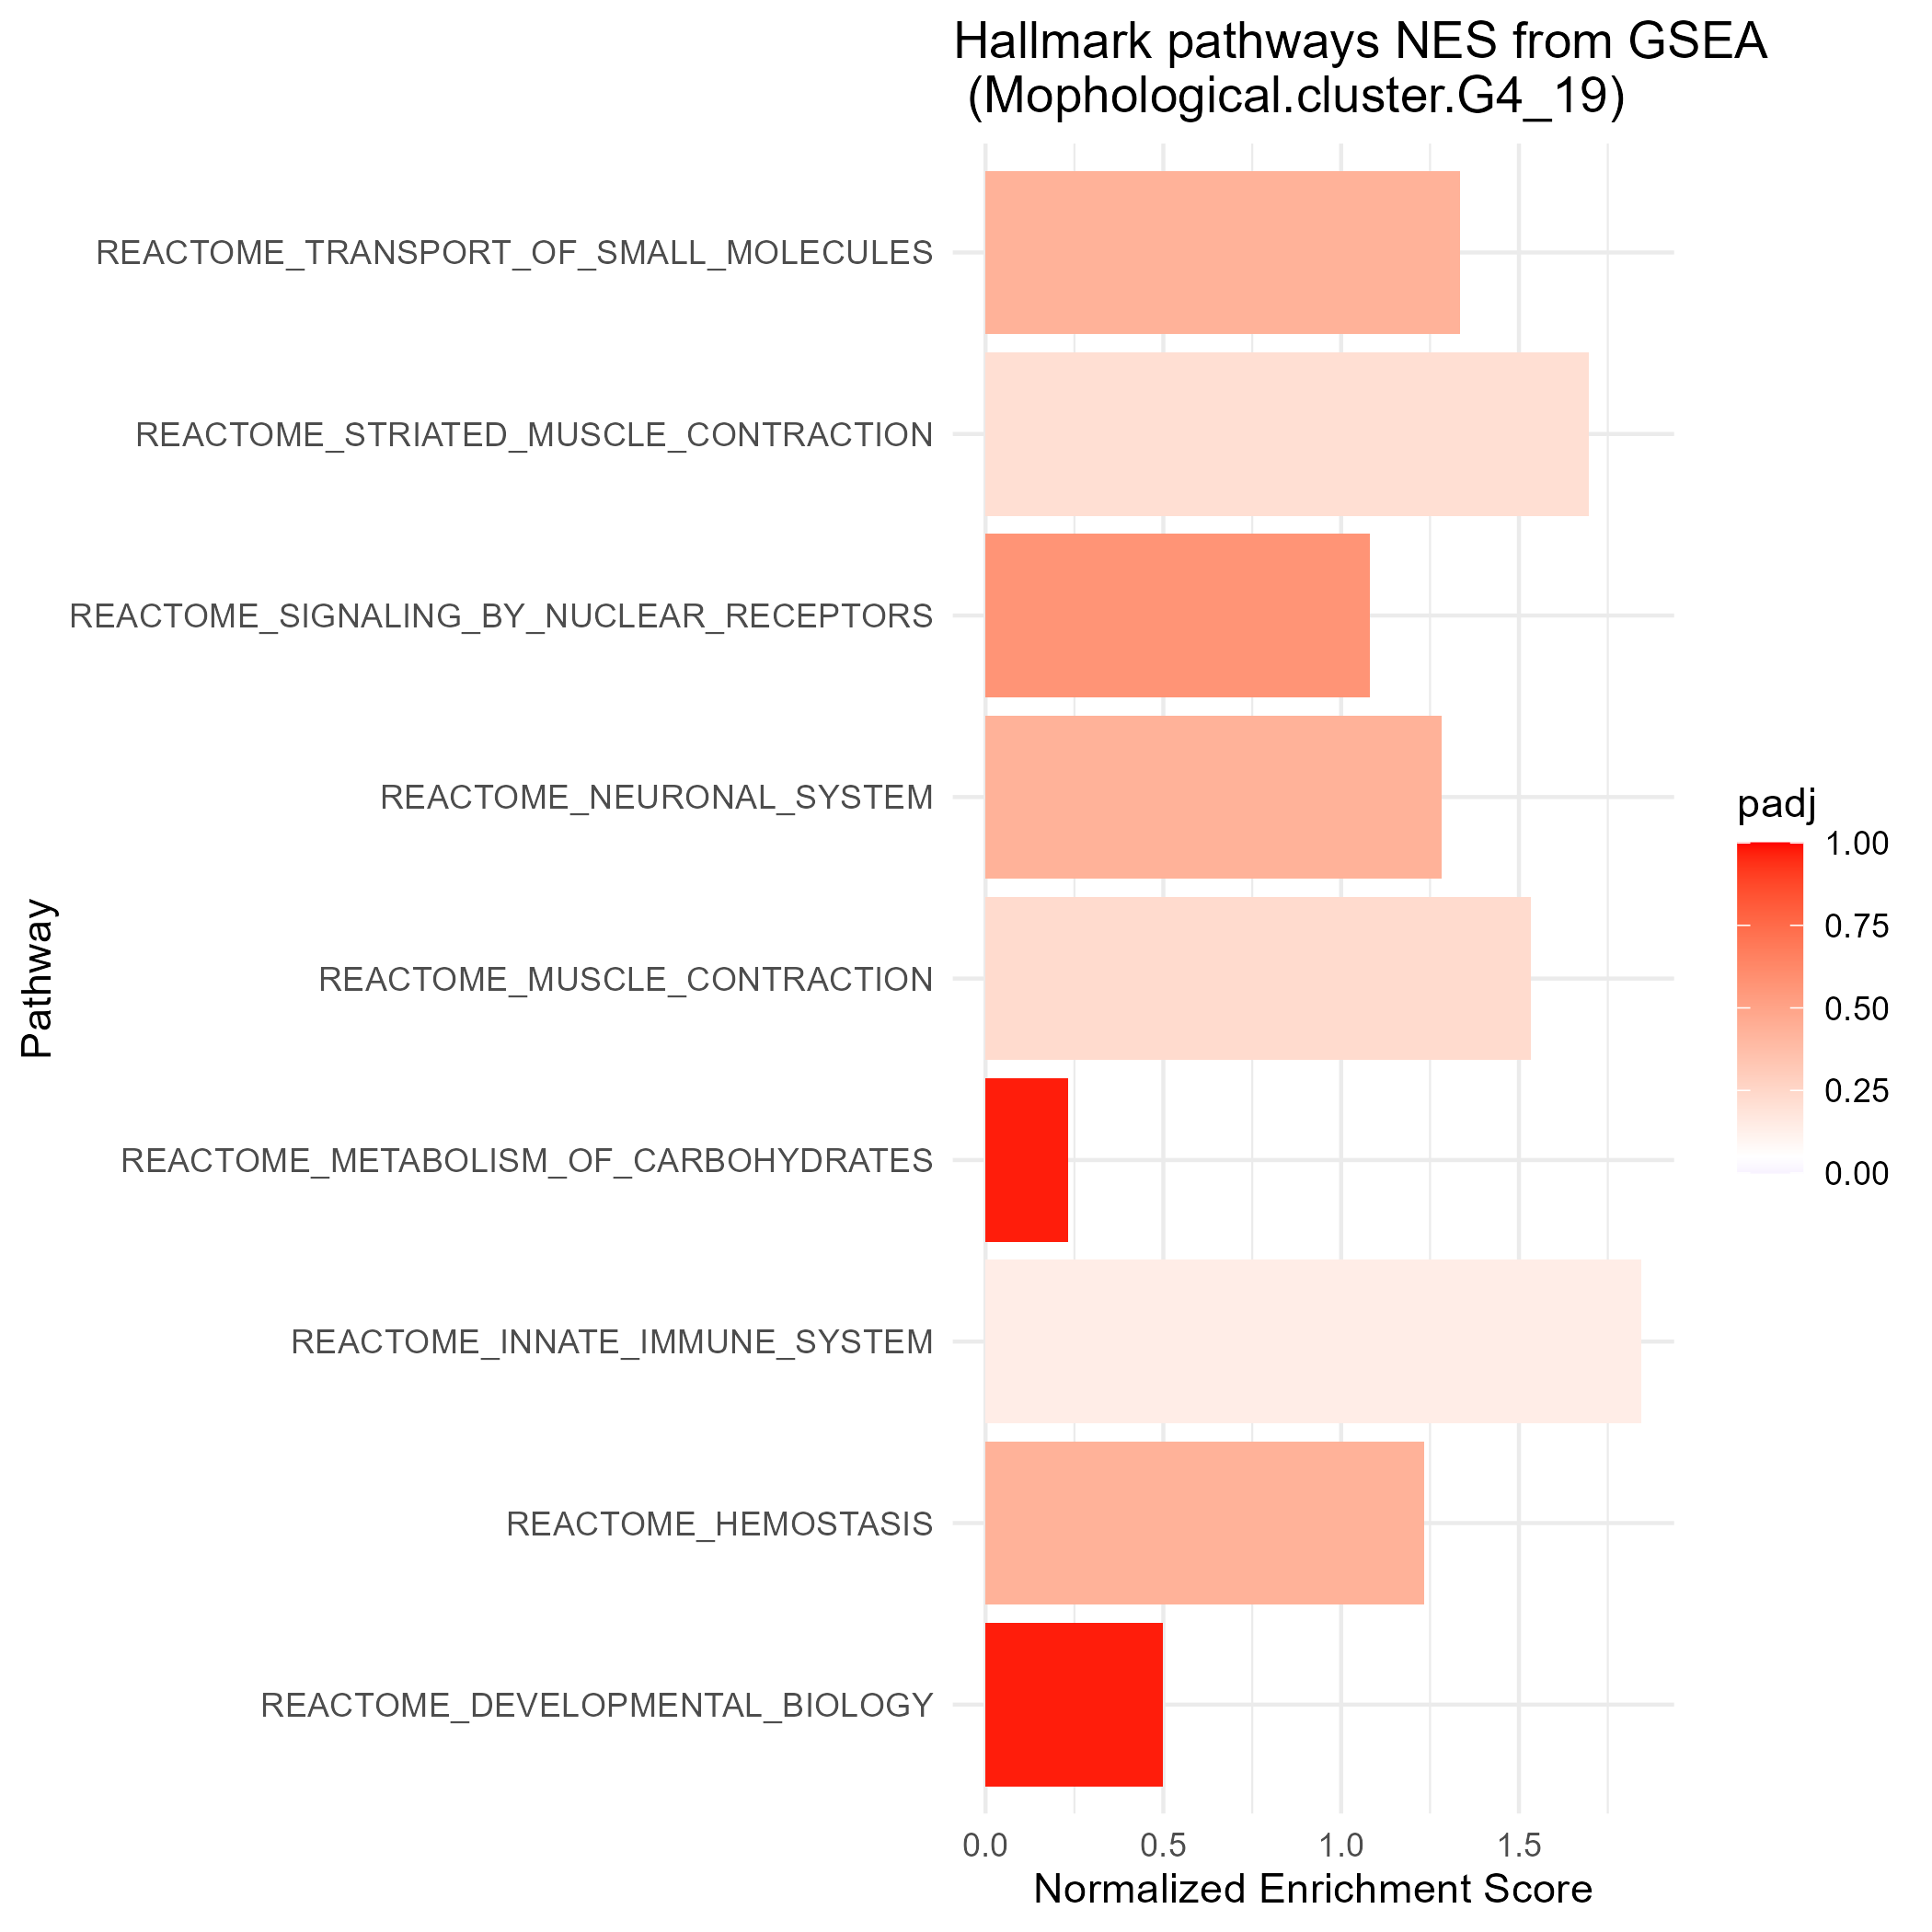 Hallmark pathways NES from GSEA
(Mophological.cluster.G4_19)
REACTOME_TRANSPORT_OF_SMALL_MOLECULES
REACTOME_STRIATED_MUSCLE_CONTRACTION
REACTOME_SIGNALING_BY_NUCLEAR_RECEPTORS
REACTOME_NEURONAL_SYSTEM
REACTOME_MUSCLE_CONTRACTION
REACTOME_METABOLISM_OF_CARBOHYDRATES
REACTOME_INNATE_IMMUNE_SYSTEM
REACTOME_HEMOSTASIS
REACTOME_DEVELOPMENTAL_BIOLOGY
Pathway
0.0 0.5 1.0 1.5
Normalized Enrichment Score
padj
1.00
0.75
0.50
0.25
0.00